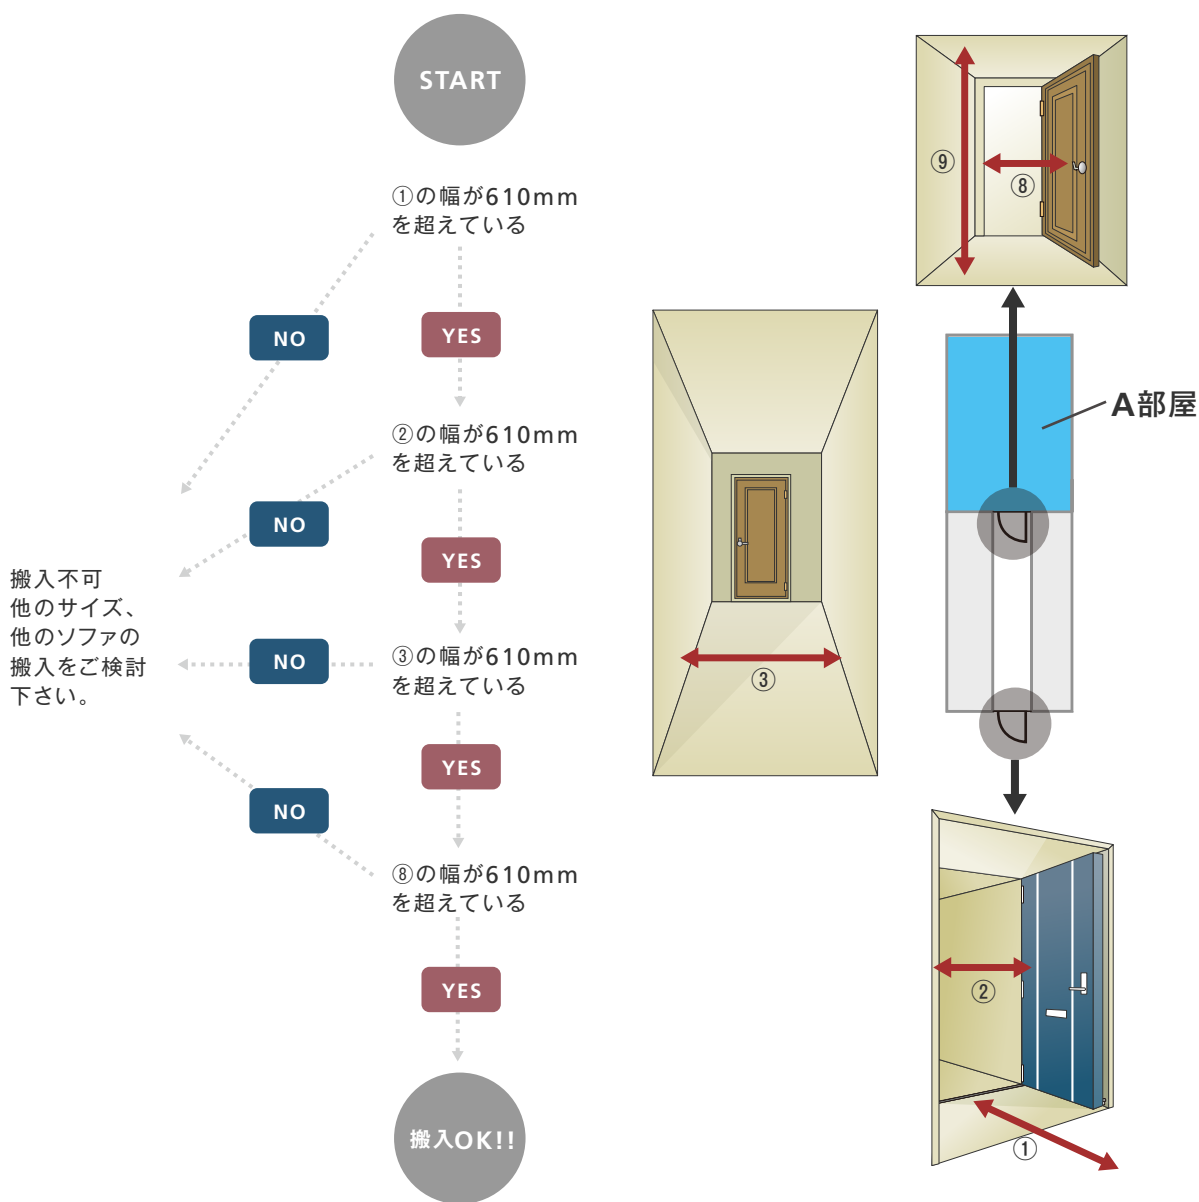 START
①の幅が610mm
を超えている
NO
YES
②の幅が610mm
を超えている
NO
YES
搬入不可
他のサイズ、
他のソファの
搬入をご検討
下さい。
③の幅が610mm
を超えている
NO
YES
⑧の幅が610mm
を超えている
NO
YES
搬入OK!!
⑨
⑧
A部屋
③
②
①